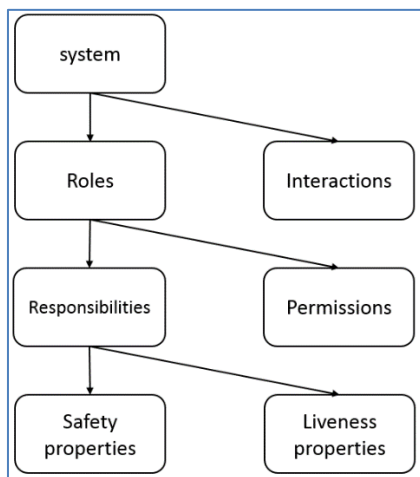 system
Roles
Interactions
Responsibilities
Permissions
Safety
properties
Liveness
properties